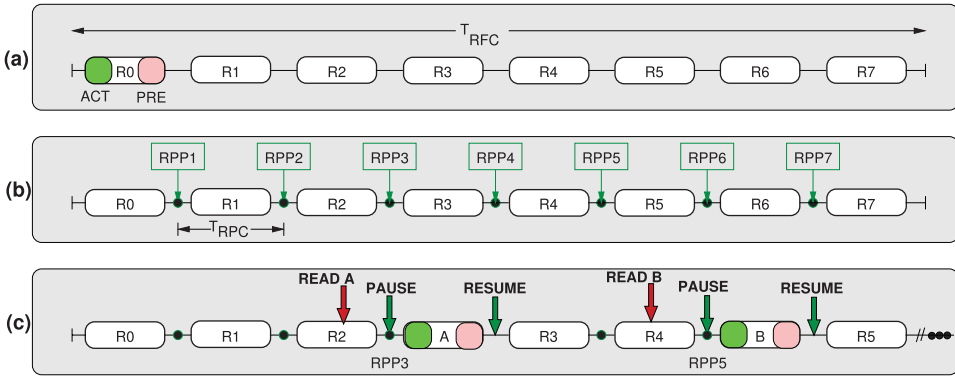 (a)
T_RFC
R0 R1 R2 R3 R4 R5 R6 R7
ACT PRE
(b)
RPP1 RPP2 RPP3 RPP4 RPP5 RPP6 RPP7
R0 R1 R2 R3 R4 R5 R6 R7
T_RPC
(c)
READ A PAUSE RESUME READ B PAUSE RESUME
R0 R1 R2 A R3 R4 B R5 //
RPP3 RPP5